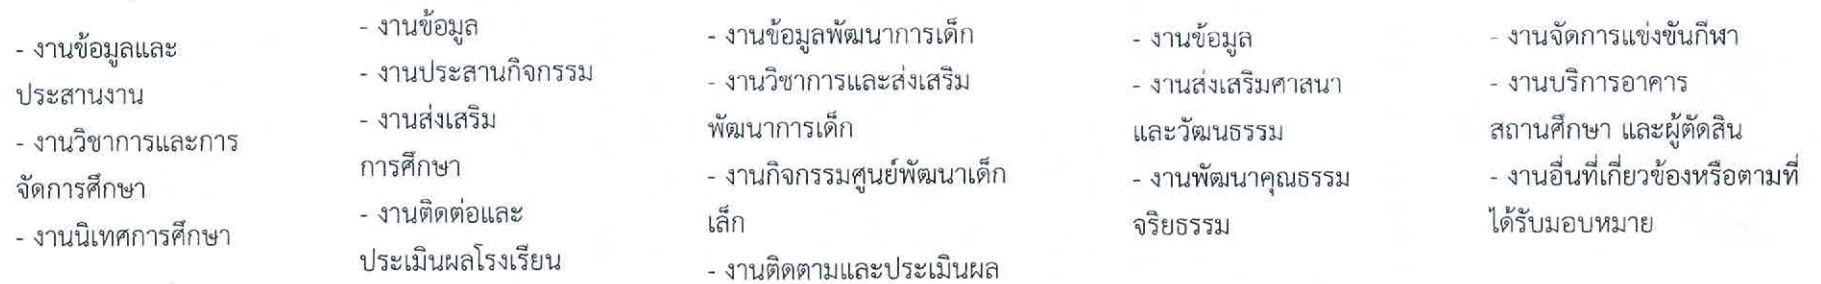 - งานข้อมูลและ
ประสานงาน
- งานวิชาการและการ
จัดการศึกษา
- งานนิเทศการศึกษา
- งานข้อมูล
- งานประสานกิจกรรม
- งานส่งเสริม
การศึกษา
- งานติดต่อและ
ประเมินผลโรงเรียน
- งานข้อมูลพัฒนาการเด็ก
- งานวิชาการและส่งเสริม
พัฒนาการเด็ก
- งานกิจกรรมศูนย์พัฒนาเด็ก
เล็ก
- งานติดตามและประเมินผล
- งานข้อมูล
- งานส่งเสริมศาสนา
และวัฒนธรรม
- งานพัฒนาคุณธรรม
จริยธรรม
- งานจัดการแข่งขันกีฬา
- งานบริการอาคาร
สถานศึกษา และผู้ตัดสิน
- งานอื่นที่เกี่ยวข้องหรือตามที่
ได้รับมอบหมาย